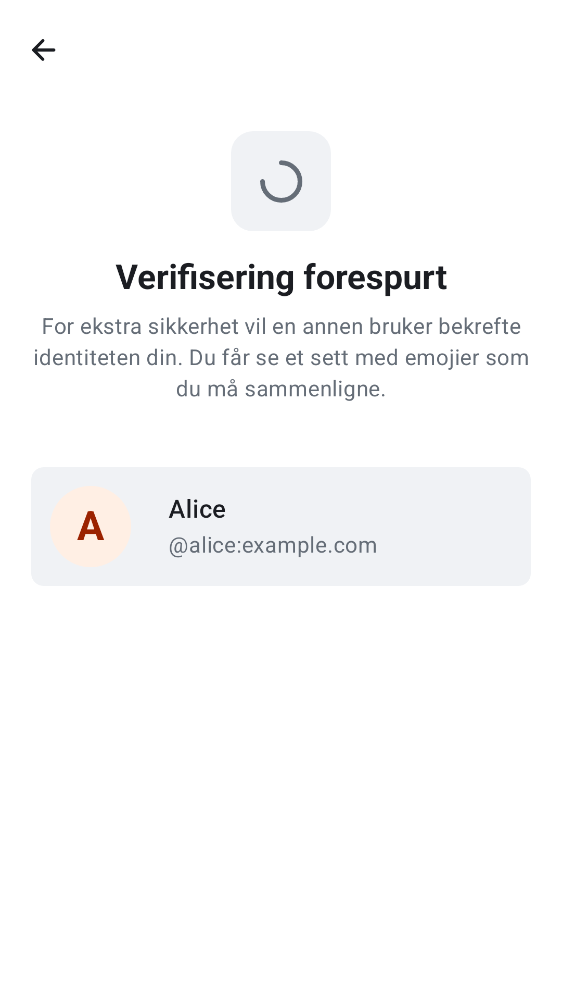 Verifisering forespurt
For ekstra sikkerhet vil en annen bruker bekrefte
identiteten din. Du får se et sett med emojier som
du må sammenligne.
A
Alice
@alice:example.com